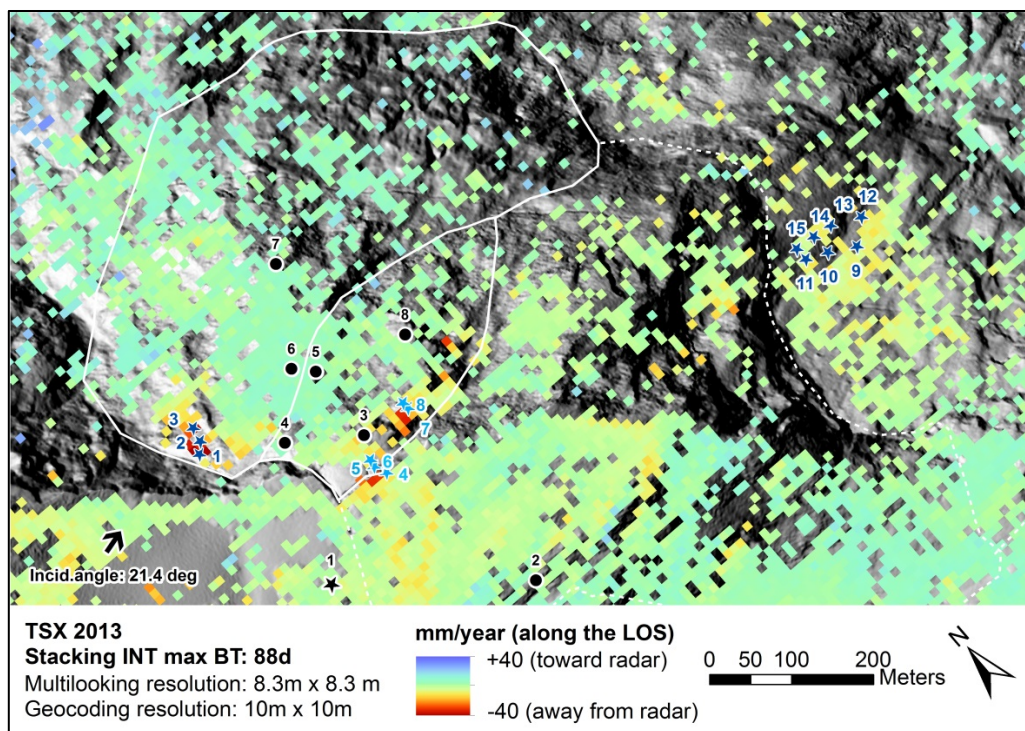 12
13
14
15
9
10
11
7
8
6
5
8
3
3
4
7
2
1
5
6
4
1
2
Incid.angle: 21.4 deg
TSX 2013
Stacking INT max BT: 88d
Multilooking resolution: 8.3m x 8.3 m
Geocoding resolution: 10m x 10m
mm/year (along the LOS)
+40 (toward radar)
-40 (away from radar)
0 50 100 200
Meters
N